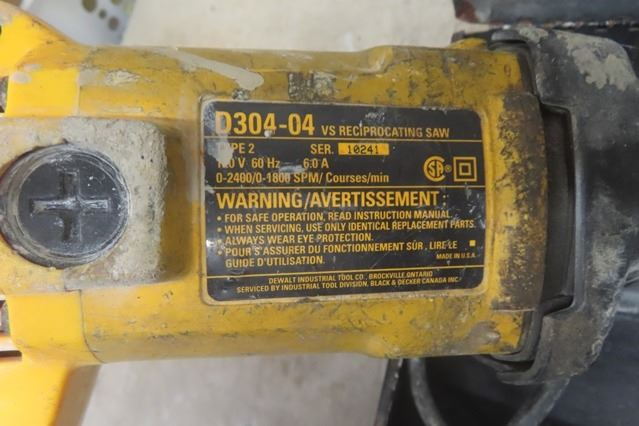 D304-04 VS RECIPROCATING SAW
TYPE 2 SER. 10241
120 V 60 Hz 6.0 A
0-2400/0-1800 SPM/ Courses/min
WARNING/AVERTISSEMENT:
• FOR SAFE OPERATION, READ INSTRUCTION MANUAL.
• WHEN SERVICING, USE ONLY IDENTICAL REPLACEMENT PARTS.
• ALWAYS WEAR EYE PROTECTION.
• POUR S'ASSURER DU FONCTIONNEMENT SÛR, LIRE LE
GUIDE D'UTILISATION.
MADE IN U.S.A.
DEWALT INDUSTRIAL TOOL CO., BROCKVILLE, ONTARIO
SERVICED BY INDUSTRIAL TOOL DIVISION, BLACK & DECKER CANADA INC.